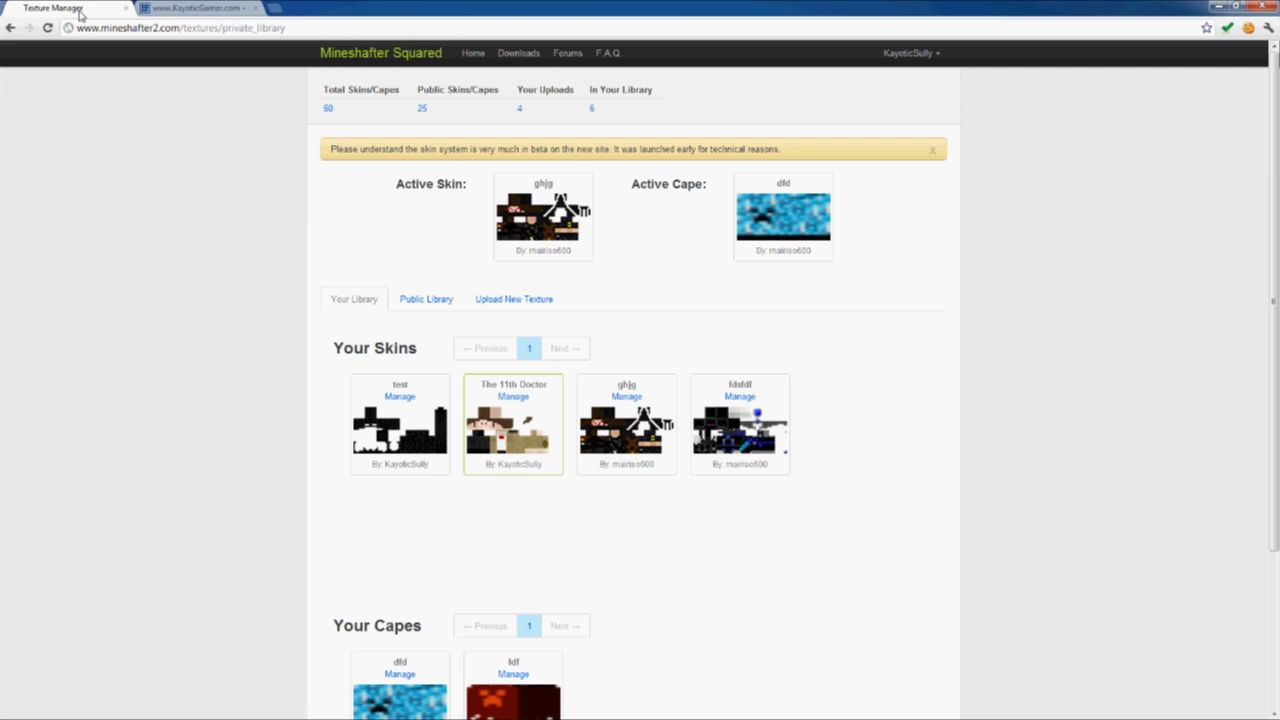 Texture Manager
www.KayoticGamer.com -
www.mineshafter2.com/textures/private_library
Mineshafter Squared Home Downloads Forums F.A.Q. KayoticSully
Total Skins/Capes Public Skins/Capes Your Uploads In Your Library
60 25 4 6
Please understand the skin system is very much in beta on the new site. It was launched early for technical reasons. x
Active Skin: ghjg Active Cape: dfd
By: mairiso600 By: mairiso600
Your Library Public Library Upload New Texture
Your Skins ← Previous 1 Next →
test The 11th Doctor ghjg fdsfdf
Manage Manage Manage Manage
By: KayoticSully By: KayoticSully By: mairiso600 By: mairiso600
Your Capes ← Previous 1 Next →
dfd fdf
Manage Manage